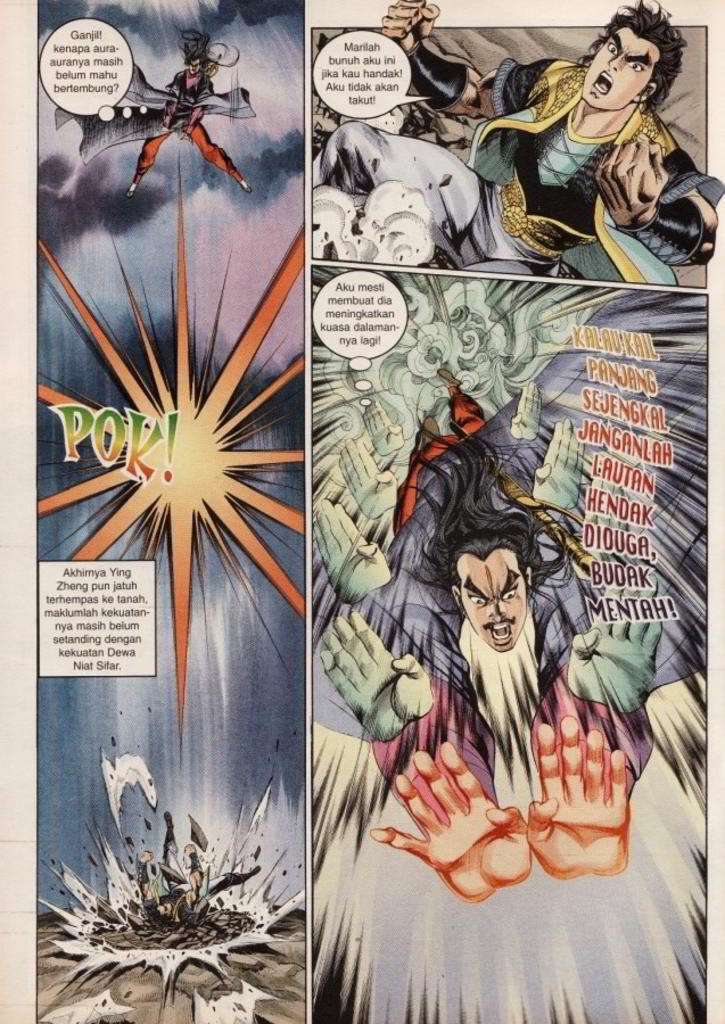 Ganjil!
kenapa aura-
auranya masih
belum mahu
bertembung?
POK!
Akhirnya Ying
Zheng pun jatuh
terhempas ke tanah,
maklumlah kekuatan-
nya masih belum
setanding dengan
kekuatan Dewa
Niat Sifar.
Marilah
bunuh aku ini
jika kau handak!
Aku tidak akan
takut!
Aku mesti
membuat dia
meningkatkan
kuasa dalaman-
nya lagi!
KALAU KAIL
PANJANG
SEJENGKAL
JANGANLAH
LAUTAN
HENDAK
DIDUGA,
BUDAK
MENTAH!